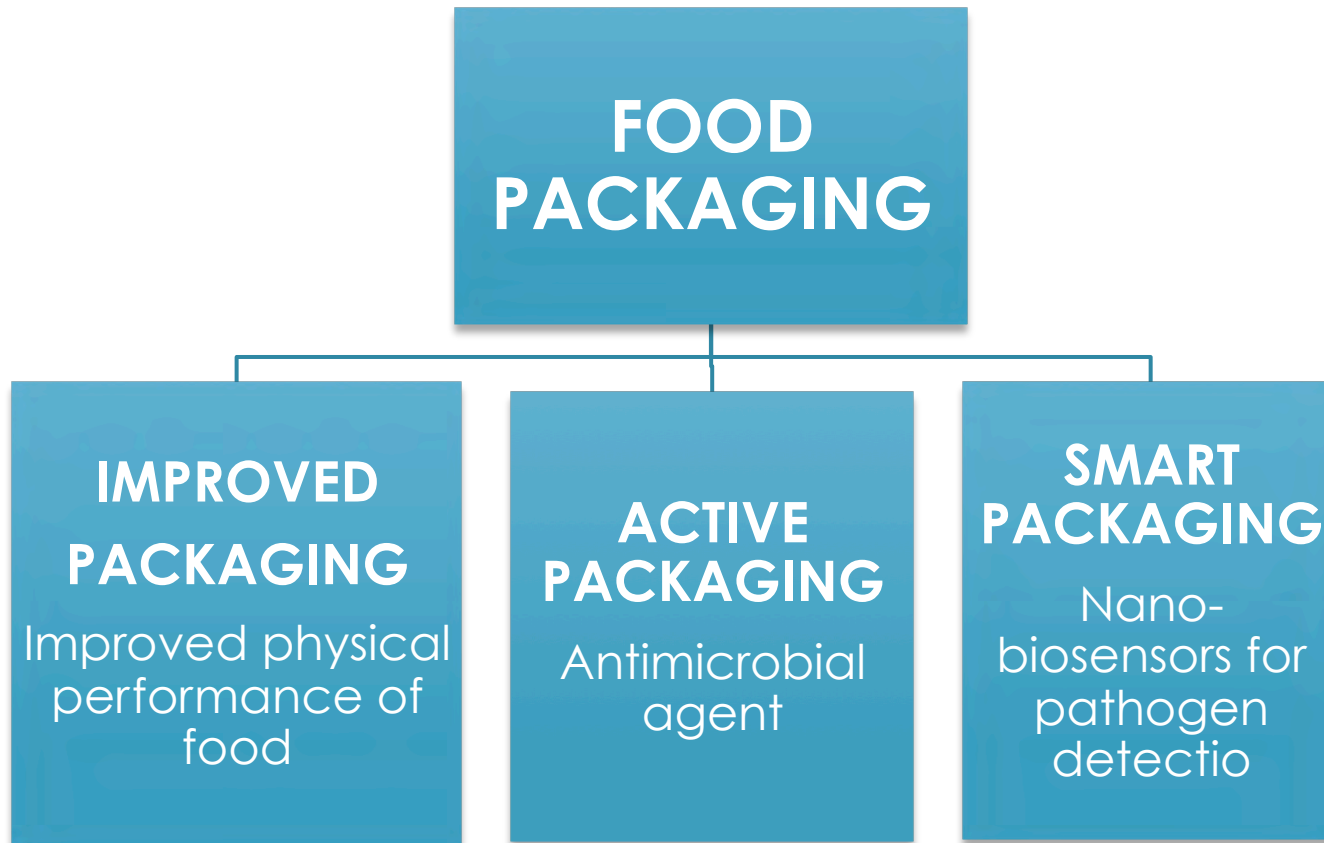 FOOD
PACKAGING
IMPROVED
PACKAGING
Improved physical
performance of
food
ACTIVE
PACKAGING
Antimicrobial
agent
SMART
PACKAGING
Nano-
biosensors for
pathogen
detectio